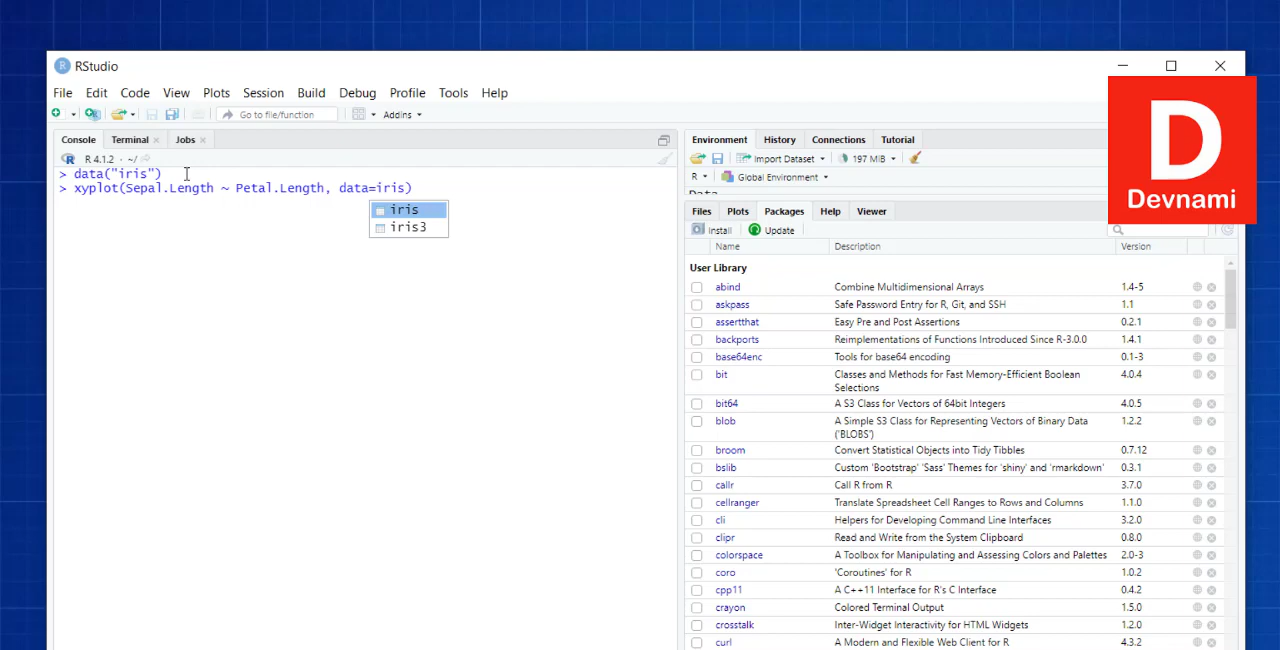 RStudio
File Edit Code View Plots Session Build Debug Profile Tools Help
Go to file/function Addins
D
Devnami
Console Terminal Jobs
R 4.1.2 · ~/
> data("iris")
> xyplot(Sepal.Length ~ Petal.Length, data=iris)
iris
iris3
Environment History Connections Tutorial
Import Dataset 197 MiB
R Global Environment
Files Plots Packages Help Viewer
Install Update
Name Description Version
User Library
abind Combine Multidimensional Arrays 1.4-5
askpass Safe Password Entry for R, Git, and SSH 1.1
assertthat Easy Pre and Post Assertions 0.2.1
backports Reimplementations of Functions Introduced Since R-3.0.0 1.4.1
base64enc Tools for base64 encoding 0.1-3
bit Classes and Methods for Fast Memory-Efficient Boolean 4.0.4
Selections
bit64 A S3 Class for Vectors of 64bit Integers 4.0.5
blob A Simple S3 Class for Representing Vectors of Binary Data 1.2.2
('BLOBS')
broom Convert Statistical Objects into Tidy Tibbles 0.7.12
bslib Custom 'Bootstrap' 'Sass' Themes for 'shiny' and 'rmarkdown' 0.3.1
callr Call R from R 3.7.0
cellranger Translate Spreadsheet Cell Ranges to Rows and Columns 1.1.0
cli Helpers for Developing Command Line Interfaces 3.2.0
clipr Read and Write from the System Clipboard 0.8.0
colorspace A Toolbox for Manipulating and Assessing Colors and Palettes 2.0-3
coro 'Coroutines' for R 1.0.2
cpp11 A C++11 Interface for R's C Interface 0.4.2
crayon Colored Terminal Output 1.5.0
crosstalk Inter-Widget Interactivity for HTML Widgets 1.2.0
curl A Modern and Flexible Web Client for R 4.3.2